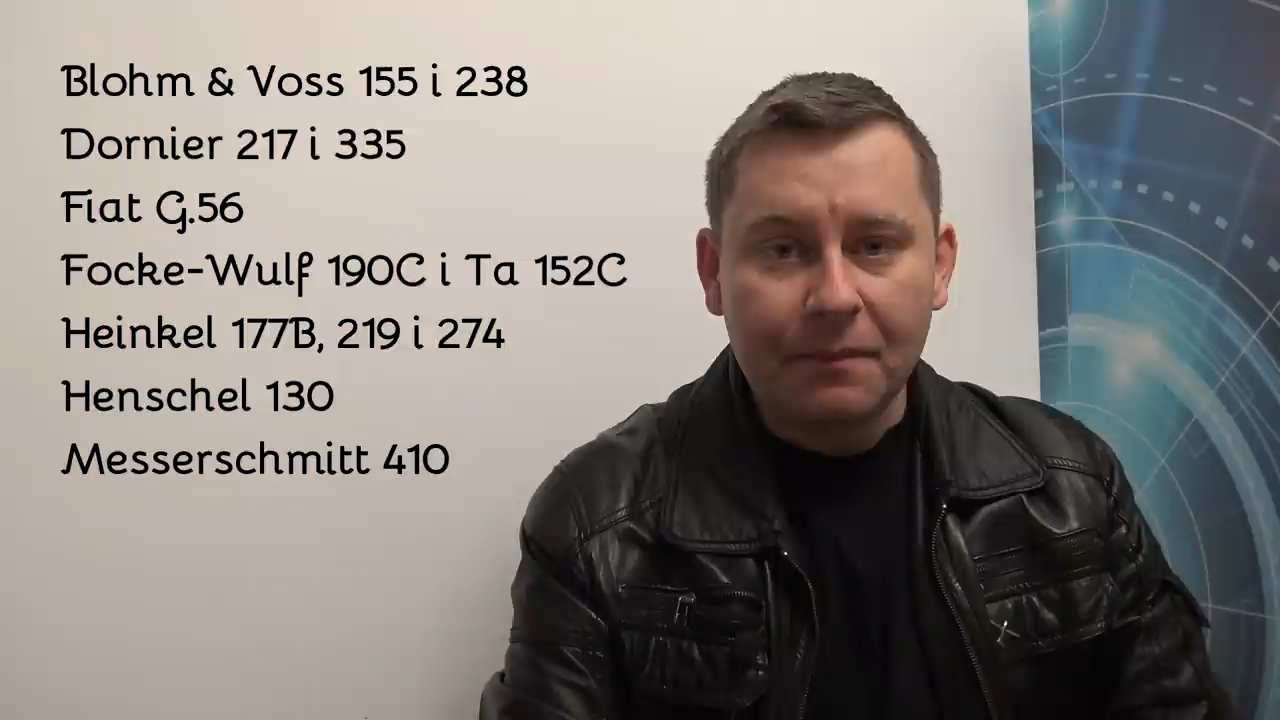 Blohm & Voss 155 i 238
Dornier 217 i 335
Fiat G.56
Focke-Wulf 190C i Ta 152C
Heinkel 177B, 219 i 274
Henschel 130
Messerschmitt 410